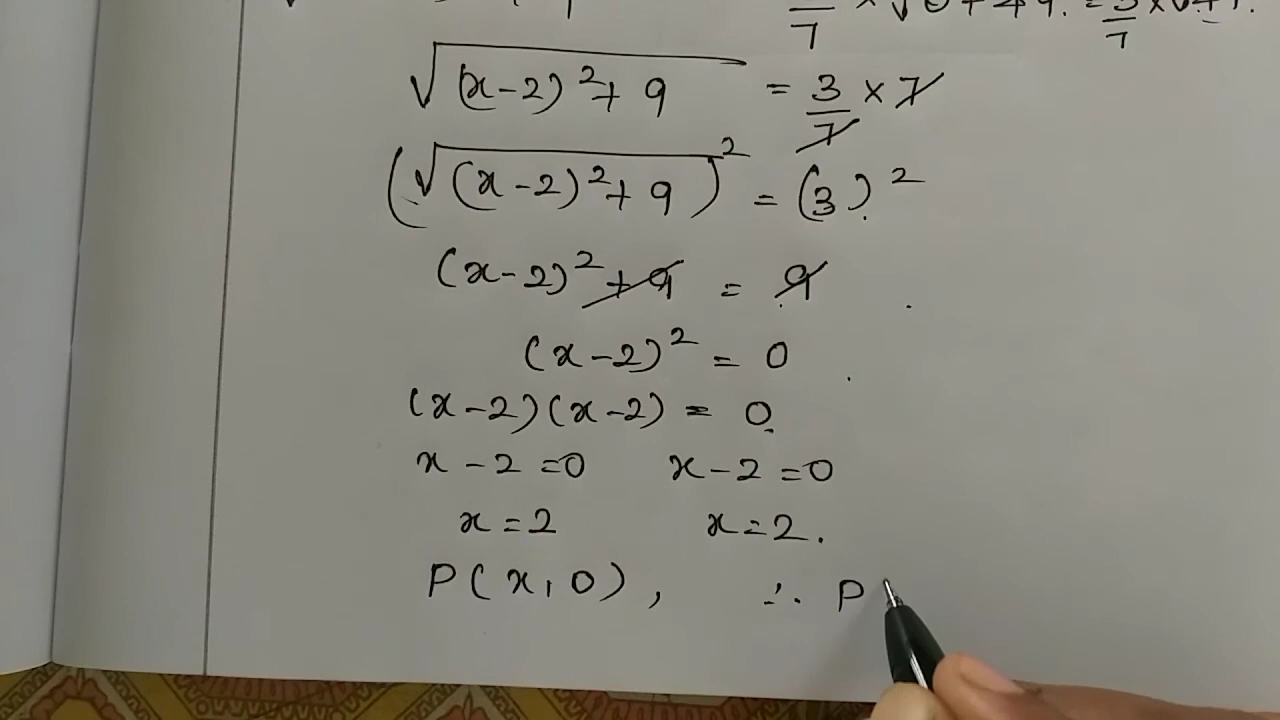 √(x-2)²+9 = 3/7 × 7
(√(x-2)²+9)² = (3)²
(x-2)²+9 = 9
(x-2)² = 0
(x-2)(x-2) = 0
x-2=0 x-2=0
x=2 x=2.
P(x,0), ∴ P